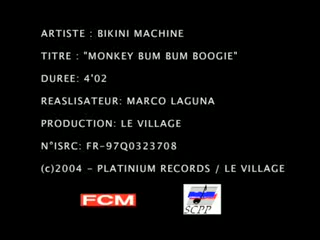 ARTISTE : BIKINI MACHINE
TITRE : "MONKEY BUM BUM BOOGIE"
DUREE: 4'02
REASLISATEUR: MARCO LAGUNA
PRODUCTION: LE VILLAGE
N°ISRC: FR-97Q0323708
(c)2004 - PLATINIUM RECORDS / LE VILLAGE
FCM
SCPP